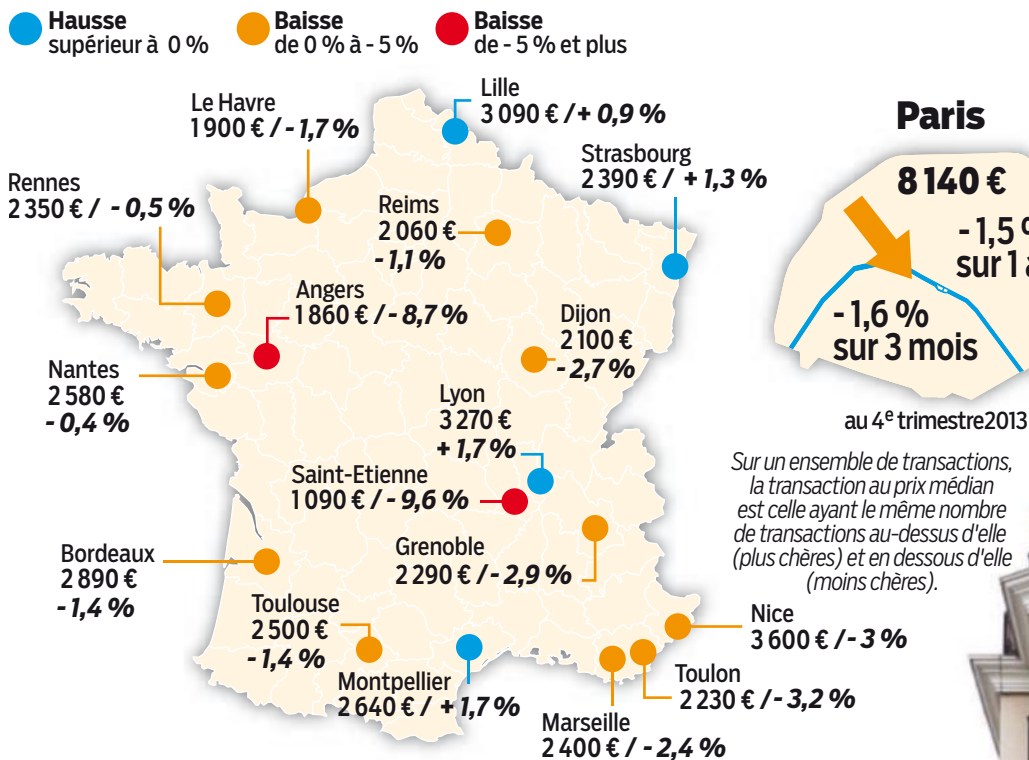 Hausse
supérieur à 0 %
Baisse
de 0 % à - 5 %
Baisse
de - 5 % et plus
Lille
3 090 € / + 0,9 %
Le Havre
1 900 € / - 1,7 %
Strasbourg
2 390 € / + 1,3 %
Rennes
2 350 € / - 0,5 %
Reims
2 060 €
- 1,1 %
Angers
1 860 € / - 8,7 %
Dijon
2 100 €
- 2,7 %
Nantes
2 580 €
- 0,4 %
Lyon
3 270 €
+ 1,7 %
Saint-Etienne
1 090 € / - 9,6 %
Grenoble
2 290 € / - 2,9 %
Bordeaux
2 890 €
- 1,4 %
Toulouse
2 500 €
- 1,4 %
Montpellier
2 640 € / + 1,7 %
Nice
3 600 € / - 3 %
Toulon
2 230 € / - 3,2 %
Marseille
2 400 € / - 2,4 %
Paris
8 140 €
- 1,5
sur 1
- 1,6 %
sur 3 mois
au 4e trimestre2013
Sur un ensemble de transactions,
la transaction au prix médian
est celle ayant le même nombre
de transactions au-dessus d'elle
(plus chères) et en dessous d'elle
(moins chères).